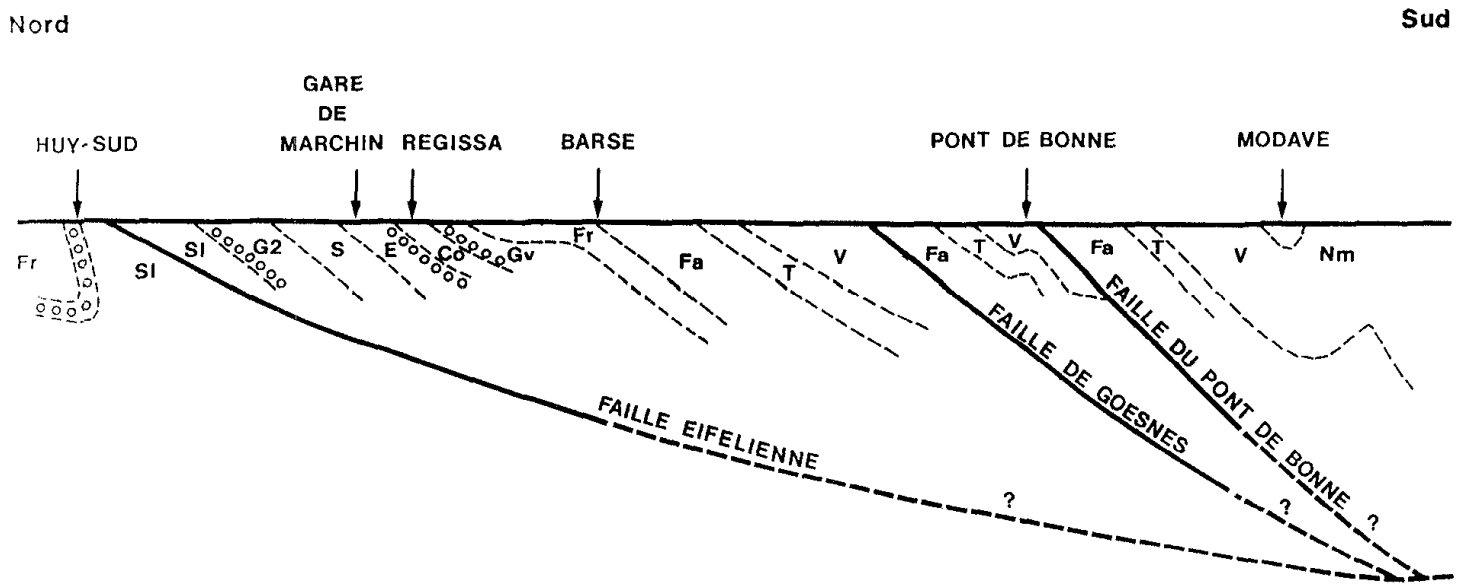 Nord
Sud
GARE
DE
MARCHIN
HUY-SUD
REGISSA
BARSE
PONT DE BONNE
MODAVE
Fr
Sl
Sl
G2
S
E
Co
Gv
Fr
Fa
T
V
Fa
T
V
Fa
T
V
Nm
FAILLE EIFELIENNE
?
FAILLE DE GOESNES
?
FAILLE DU PONT DE BONNE
?